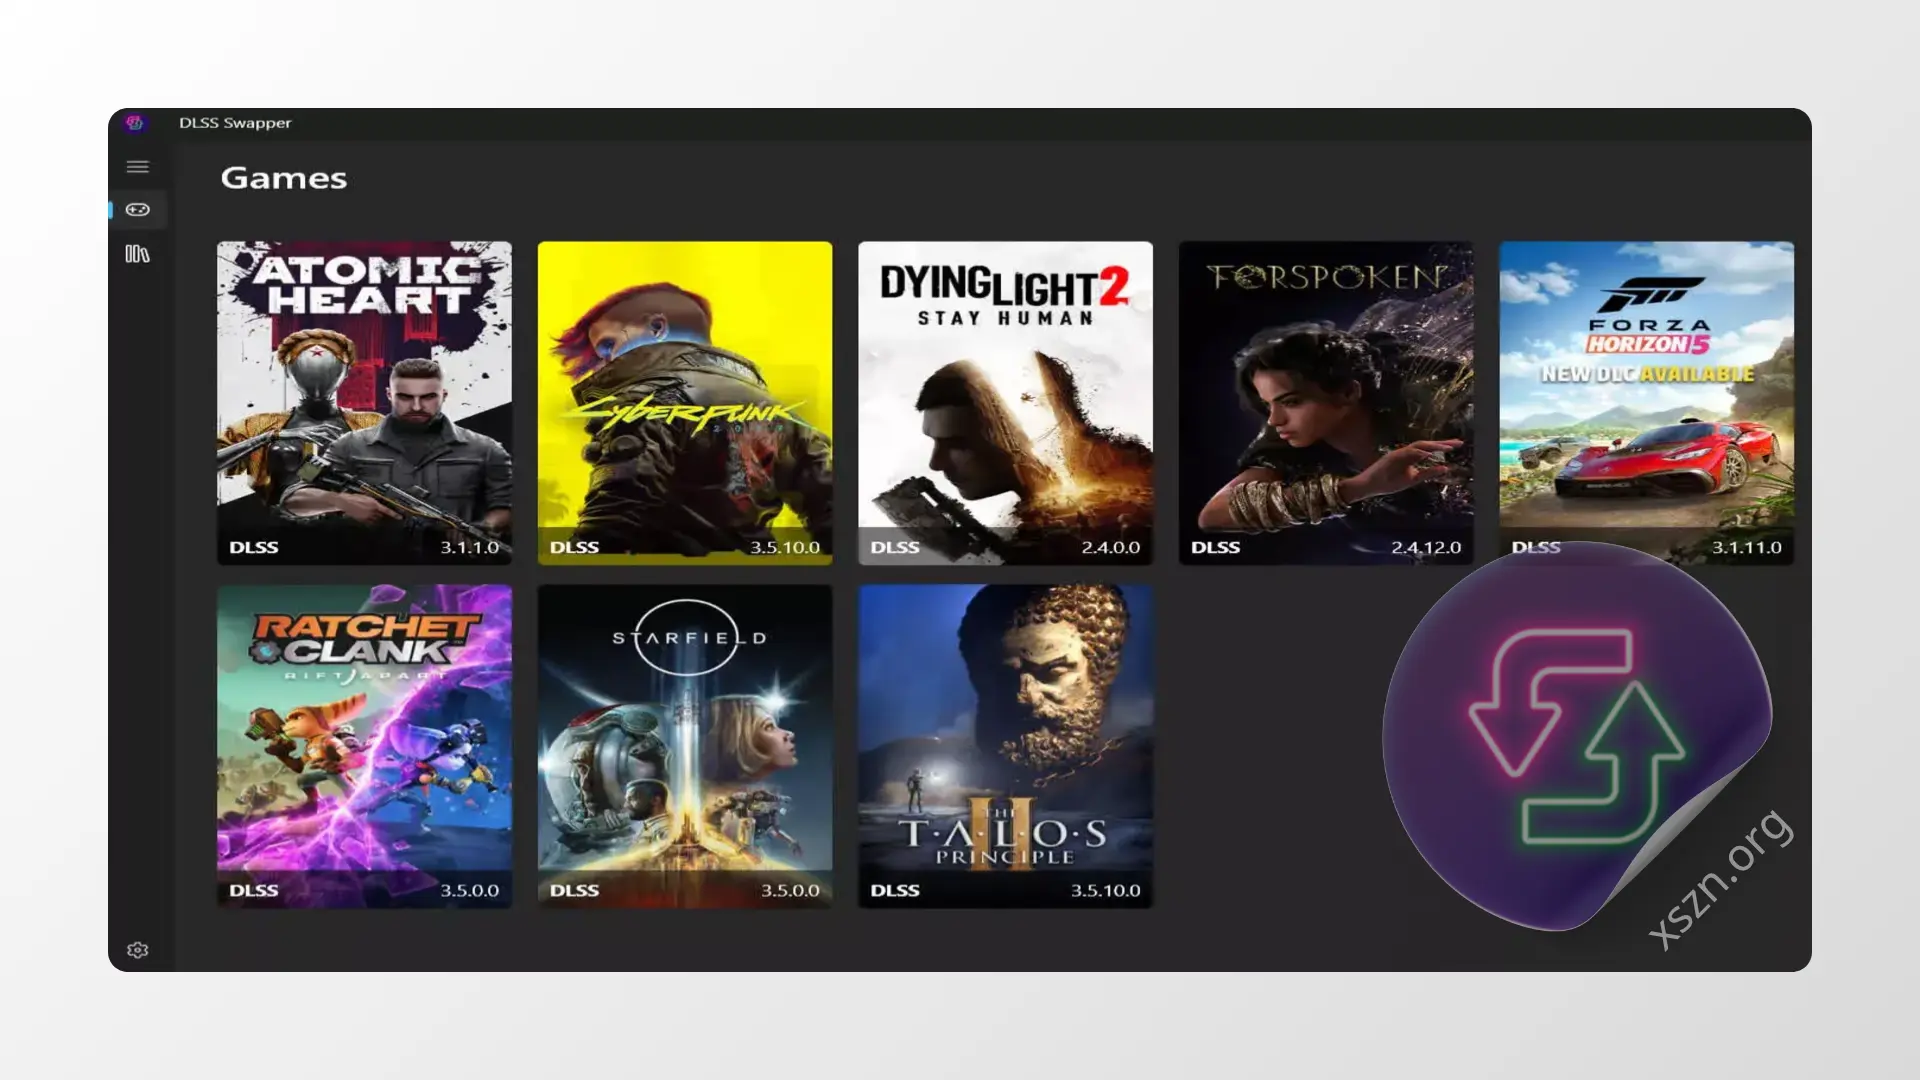 DLSS Swapper
Games
ATOMIC
HEART
DLSS 3.1.1.0
CYBERPUNK
2077
DLSS 3.5.10.0
DYING LIGHT 2
STAY HUMAN
DLSS 2.4.0.0
FORSPOKEN
DLSS 2.4.12.0
FORZA
HORIZON 5
NEW DLC AVAILABLE
DLSS 3.1.11.0
RATCHET
CLANK
RIFT APART
DLSS 3.5.0.0
STARFIELD
DLSS 3.5.0.0
II
THE
TALOS
PRINCIPLE
DLSS 3.5.10.0
xszn.org